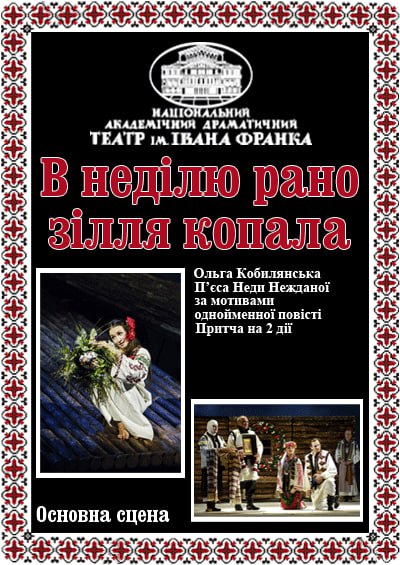 НАЦІОНАЛЬНИЙ
АКАДЕМІЧНИЙ ДРАМАТИЧНИЙ
ТЕАТР ІМ. ІВАНА ФРАНКА
В неділю рано
зілля копала
Ольга Кобилянська
П’єса Неди Нежданої
за мотивами
однойменної повісті
Притча на 2 дії
Основна сцена